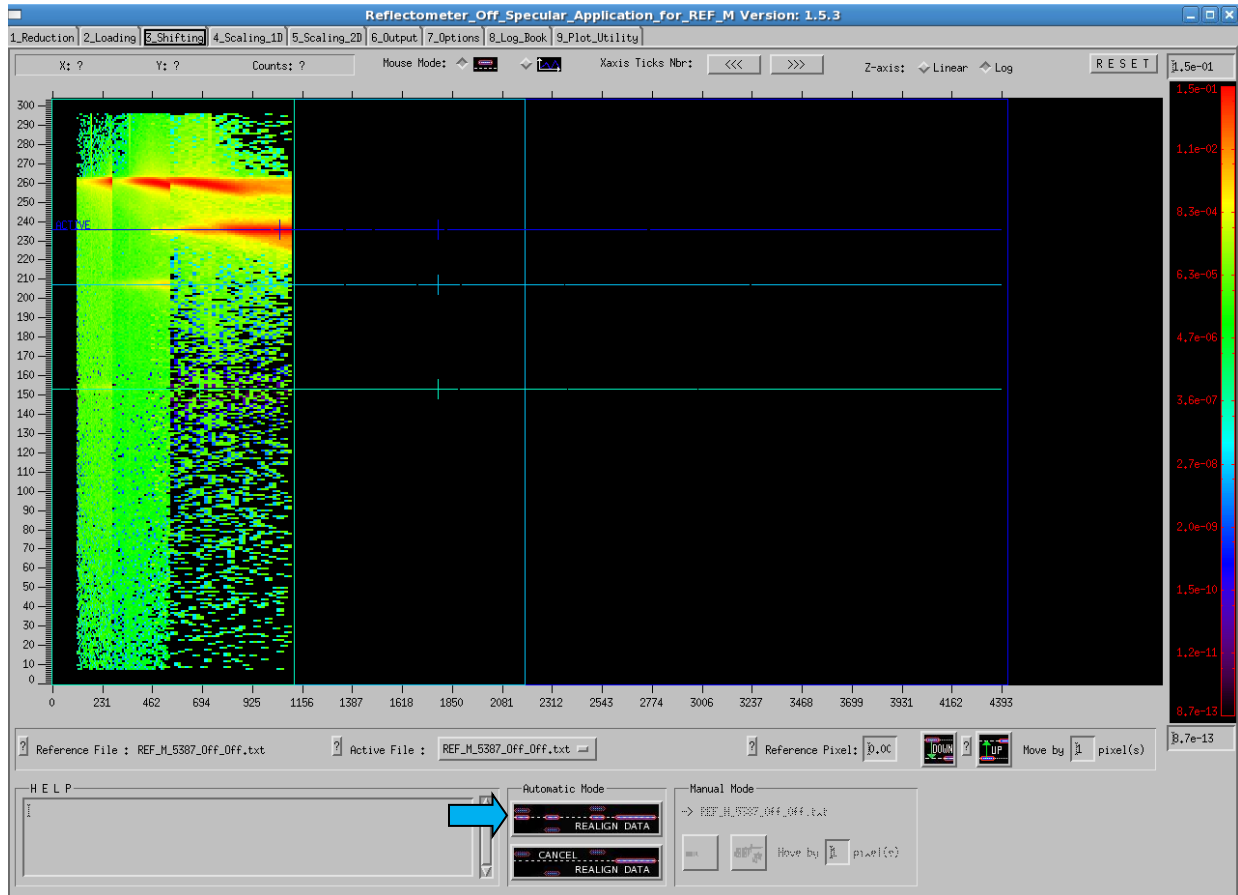 Reflectometer_Off_Specular_Application_for_REF_M Version: 1.5.3
1_Reduction 2_Loading 3_Shifting 4_Scaling_1D 5_Scaling_2D 6_Output 7_Options 8_Log_Book 9_Plot_Utility
X: ? Y: ? Counts: ? Mouse Mode: Xaxis Ticks Nbr: <<< >>> Z-axis: Linear Log R E S E T 1.5e-01
1.5e-01
300
290
280
270
260
250
240
230
220
210
200
190
180
170
160
150
140
130
120
110
100
90
80
70
60
50
40
30
20
10
0
ACTIVE
1.1e-02
8.3e-04
6.3e-05
4.7e-06
3.6e-07
2.7e-08
2.0e-09
1.5e-10
1.2e-11
8.7e-13
0 231 462 694 925 1156 1387 1618 1850 2081 2312 2543 2774 3006 3237 3468 3699 3931 4162 4393
? Reference File : REF_M_5387_Off_Off.txt ? Active File : REF_M_5387_Off_Off.txt ? Reference Pixel: 0.00 DOWN ? UP Move by 1 pixel(s) 8.7e-13
H E L P
Automatic Mode
REALIGN DATA
CANCEL
REALIGN DATA
Manual Mode
-> REF_M_5387_Off_Off.txt
Move by pixel(s)